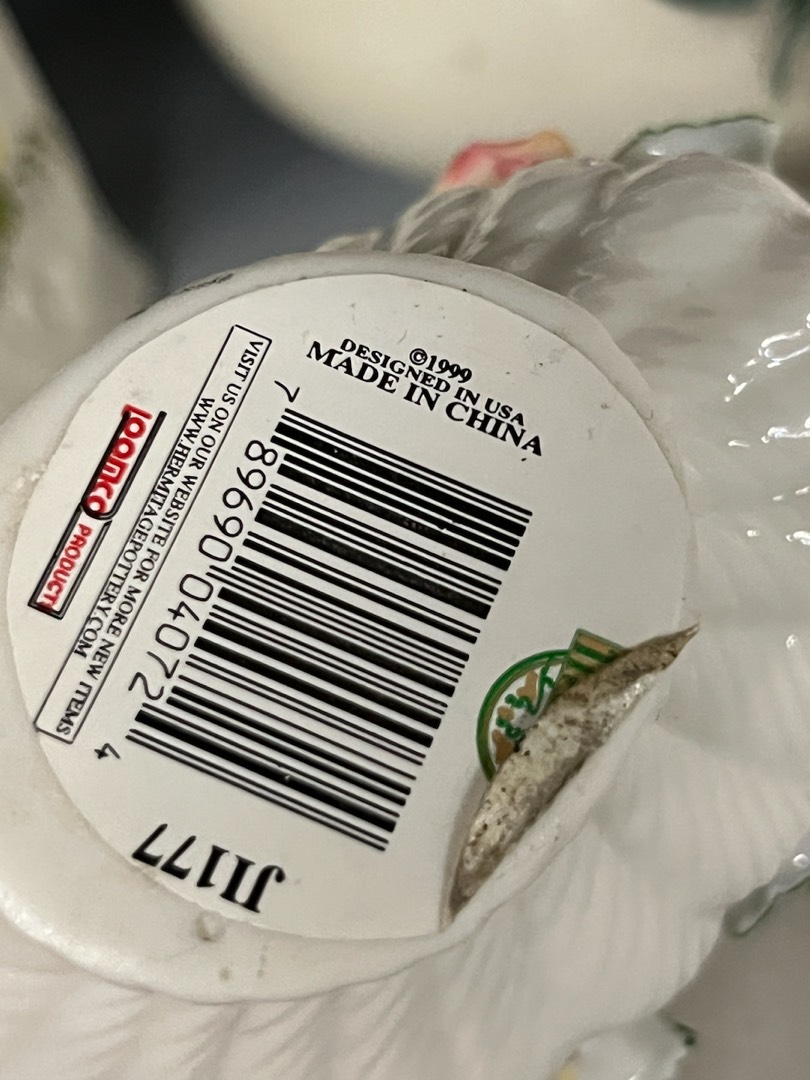 ©1999
DESIGNED IN USA
MADE IN CHINA
7 89690 04072 4
VISIT US ON OUR WEBSITE FOR MORE NEW ITEMS
WWW.HERMITAGEPOTTERY.COM
PRODUCT
JI177